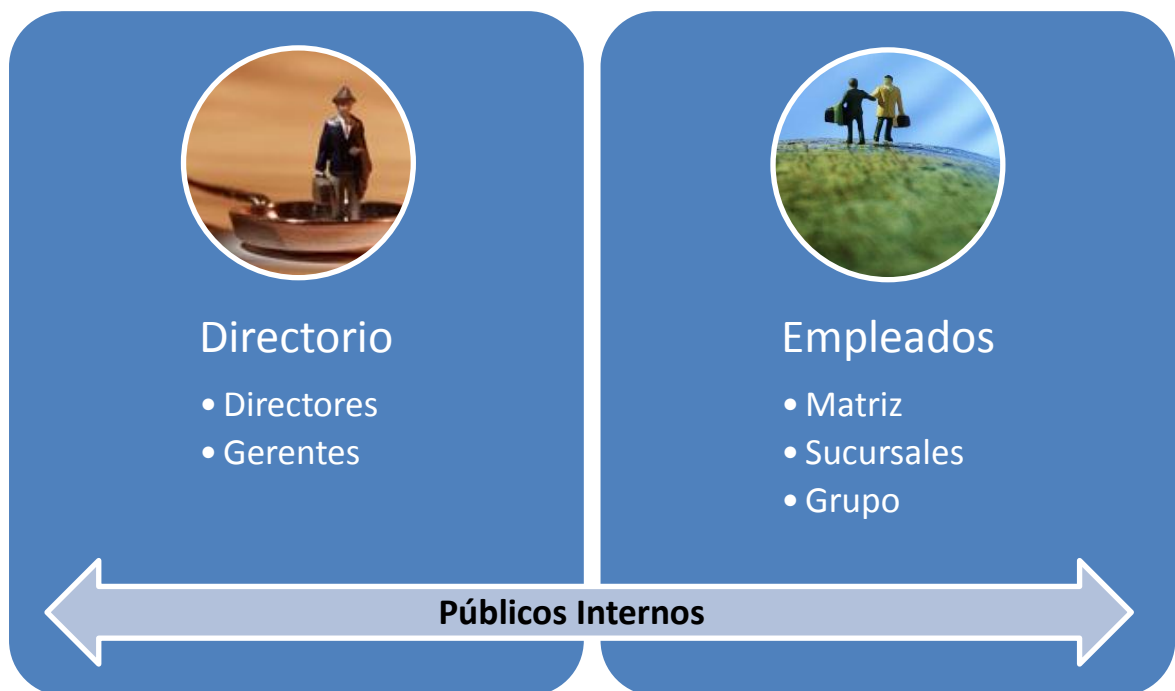 Directorio
• Directores
• Gerentes
Empleados
• Matriz
• Sucursales
• Grupo
Públicos Internos